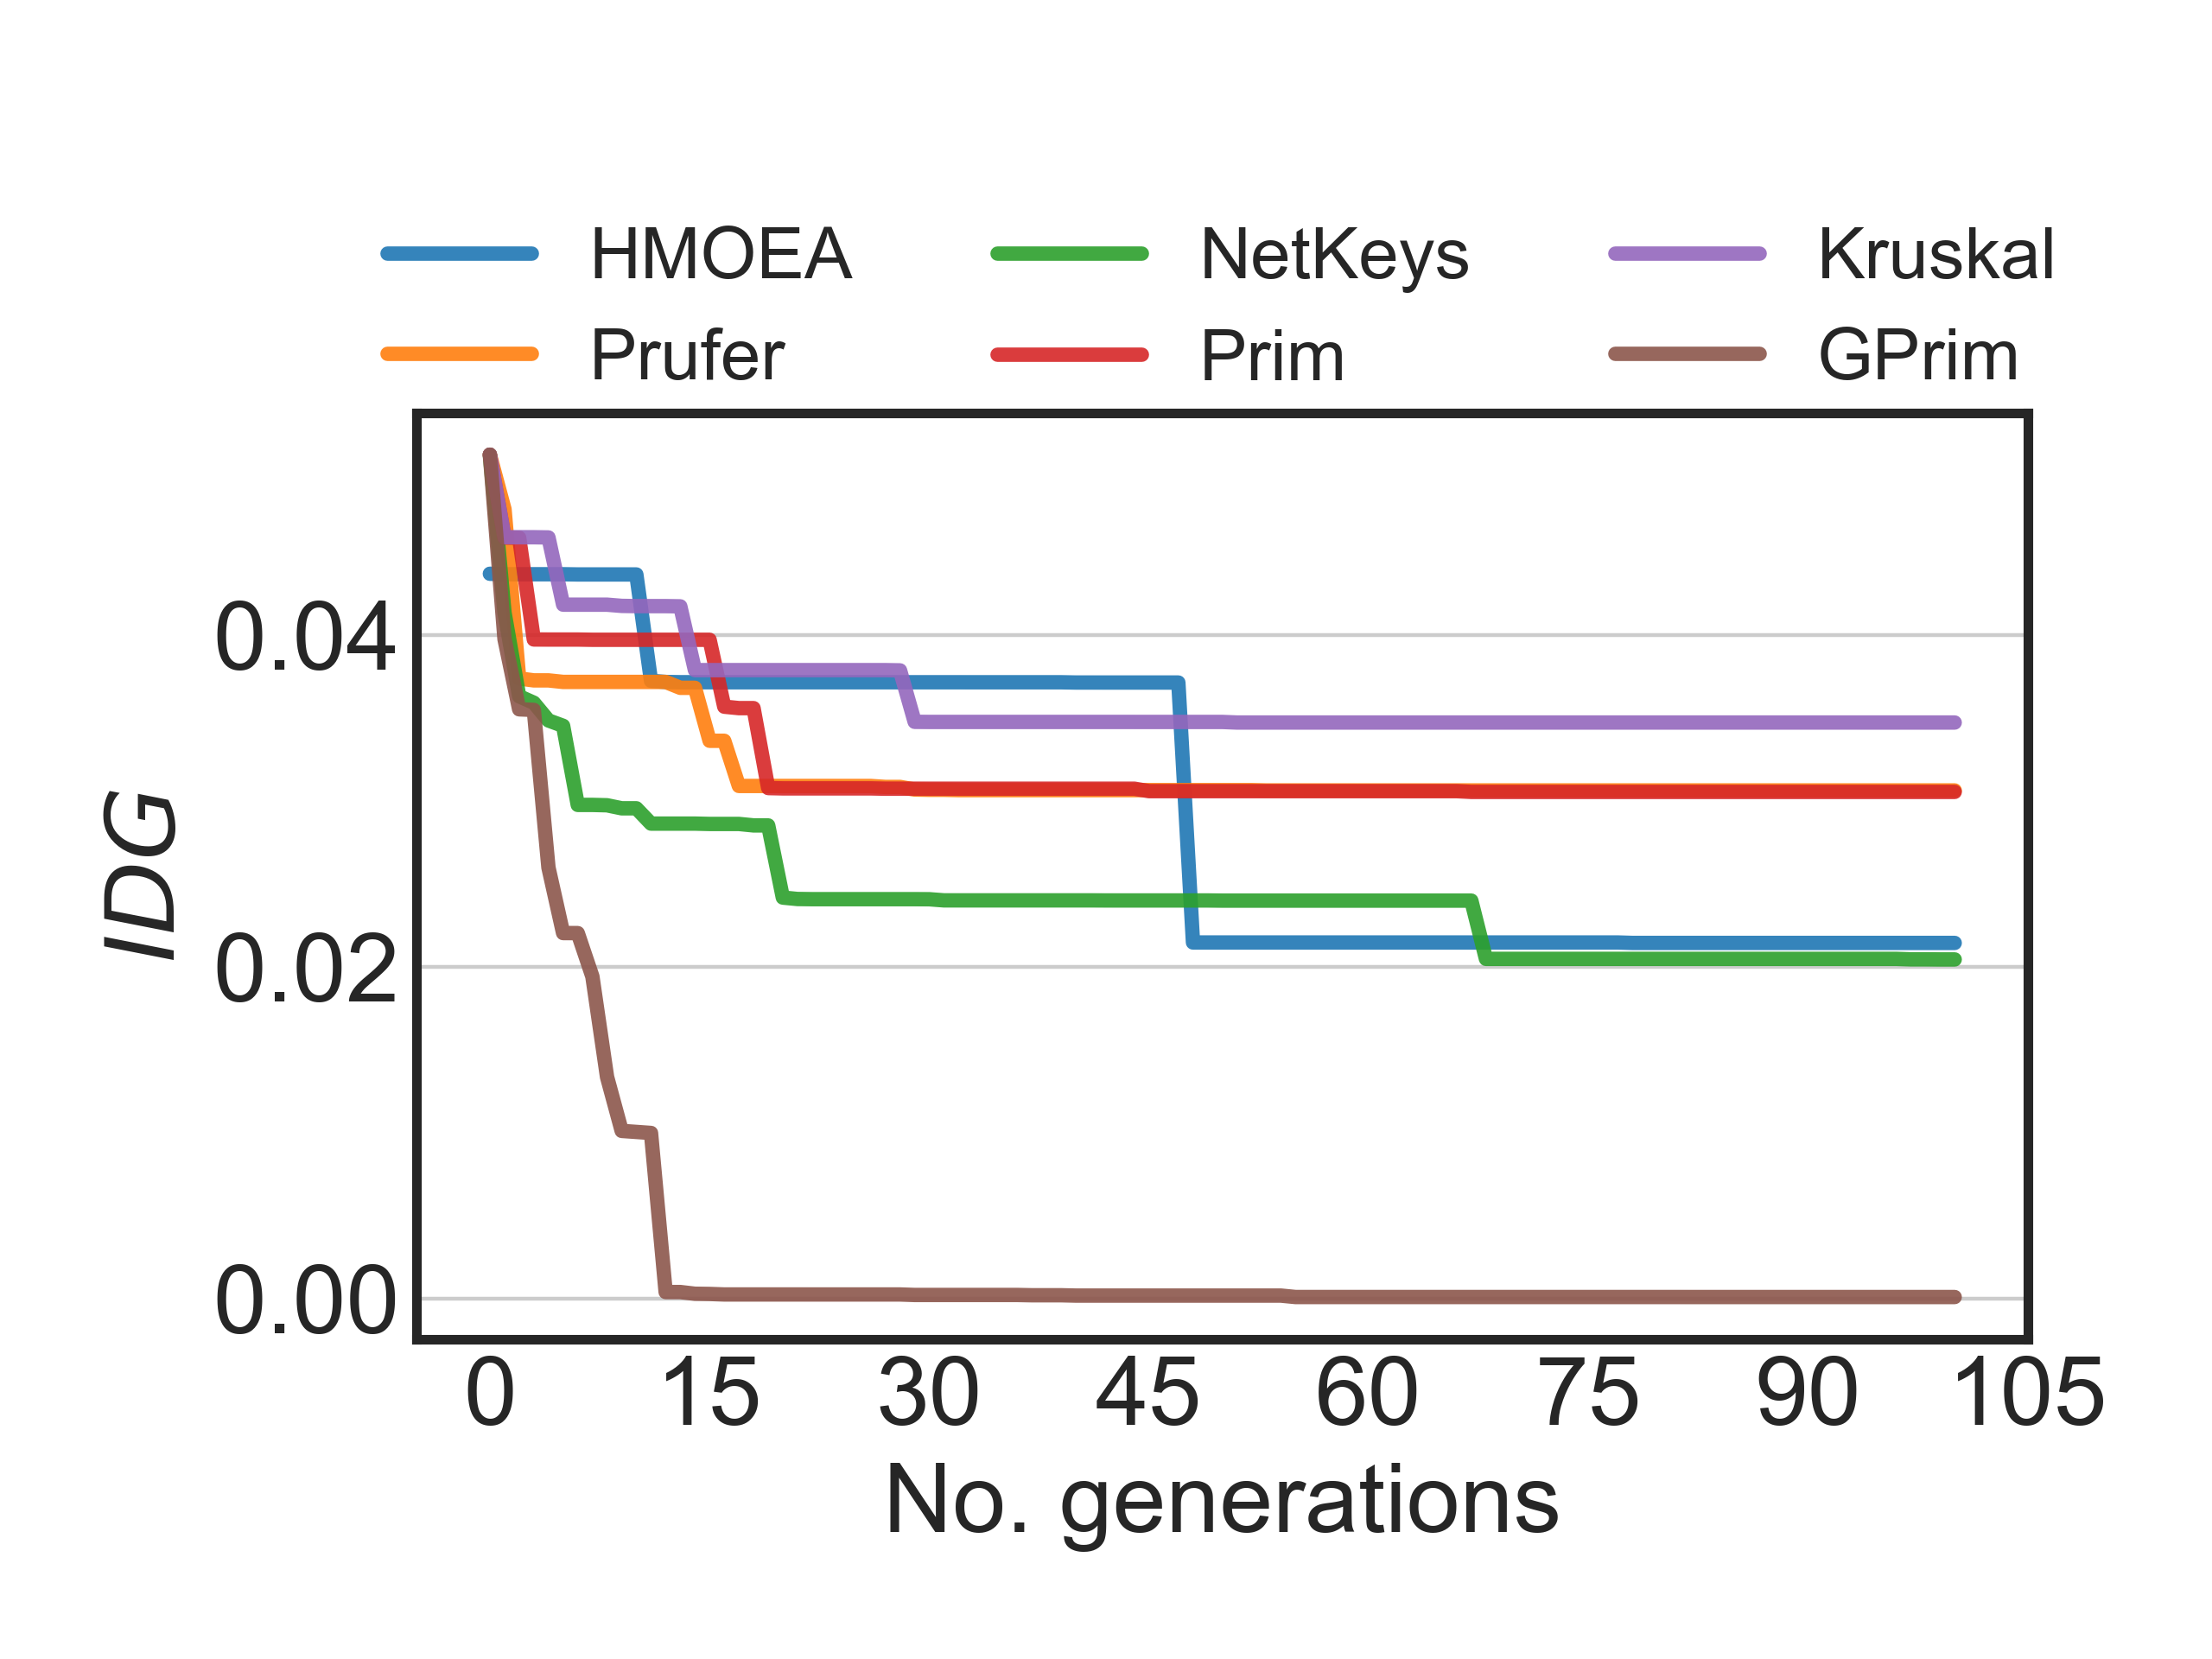 HMOEA NetKeys Kruskal
Prufer Prim GPrim
0.04
0.02
0.00
IDG
0 15 30 45 60 75 90 105
No. generations